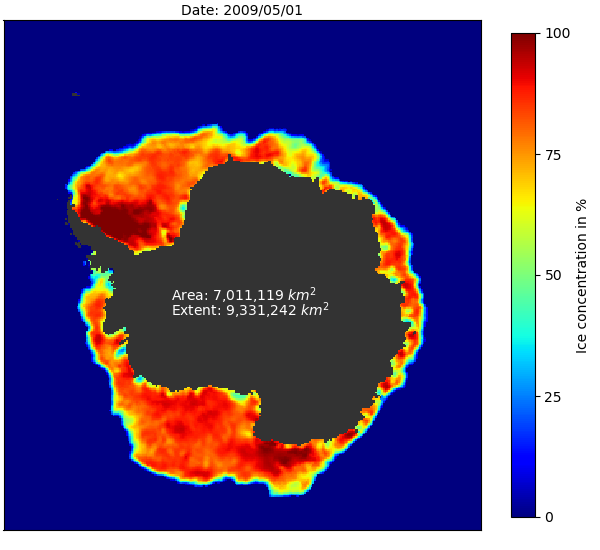 Date: 2009/05/01
Area: 7,011,119 km²
Extent: 9,331,242 km²
100
75
50
25
0
Ice concentration in %